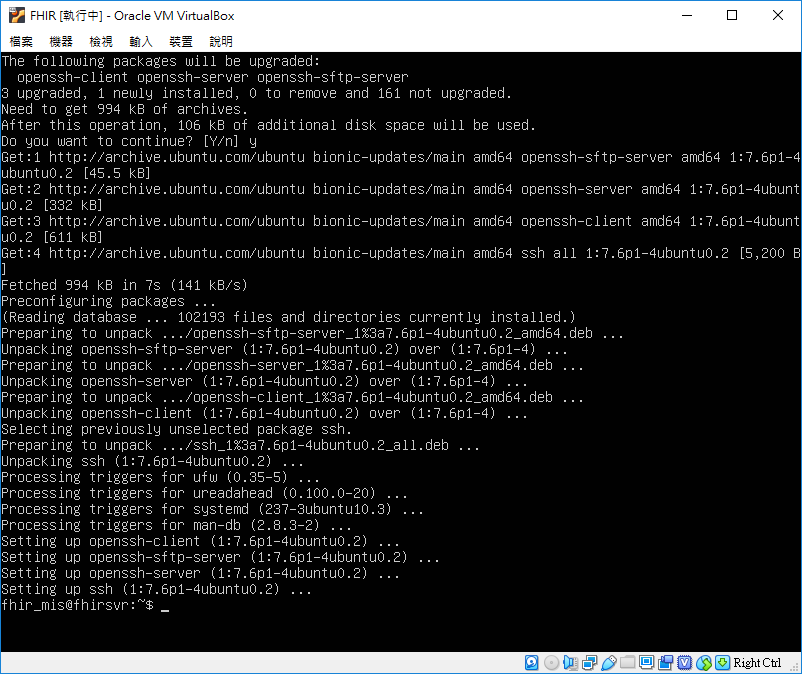 FHIR [執行中] - Oracle VM VirtualBox
檔案 機器 檢視 輸入 裝置 說明
The following packages will be upgraded:
  openssh-client openssh-server openssh-sftp-server
3 upgraded, 1 newly installed, 0 to remove and 161 not upgraded.
Need to get 994 kB of archives.
After this operation, 106 kB of additional disk space will be used.
Do you want to continue? [Y/n] y
Get:1 http://archive.ubuntu.com/ubuntu bionic-updates/main amd64 openssh-sftp-server amd64 1:7.6p1-4
ubuntu0.2 [45.5 kB]
Get:2 http://archive.ubuntu.com/ubuntu bionic-updates/main amd64 openssh-server amd64 1:7.6p1-4ubunt
u0.2 [332 kB]
Get:3 http://archive.ubuntu.com/ubuntu bionic-updates/main amd64 openssh-client amd64 1:7.6p1-4ubunt
u0.2 [611 kB]
Get:4 http://archive.ubuntu.com/ubuntu bionic-updates/main amd64 ssh all 1:7.6p1-4ubuntu0.2 [5,200 B
]
Fetched 994 kB in 7s (141 kB/s)
Preconfiguring packages ...
(Reading database ... 102193 files and directories currently installed.)
Preparing to unpack .../openssh-sftp-server_1%3a7.6p1-4ubuntu0.2_amd64.deb ...
Unpacking openssh-sftp-server (1:7.6p1-4ubuntu0.2) over (1:7.6p1-4) ...
Preparing to unpack .../openssh-server_1%3a7.6p1-4ubuntu0.2_amd64.deb ...
Unpacking openssh-server (1:7.6p1-4ubuntu0.2) over (1:7.6p1-4) ...
Preparing to unpack .../openssh-client_1%3a7.6p1-4ubuntu0.2_amd64.deb ...
Unpacking openssh-client (1:7.6p1-4ubuntu0.2) over (1:7.6p1-4) ...
Selecting previously unselected package ssh.
Preparing to unpack .../ssh_1%3a7.6p1-4ubuntu0.2_all.deb ...
Unpacking ssh (1:7.6p1-4ubuntu0.2) ...
Processing triggers for ufw (0.35-5) ...
Processing triggers for ureadahead (0.100.0-20) ...
Processing triggers for systemd (237-3ubuntu10.3) ...
Processing triggers for man-db (2.8.3-2) ...
Setting up openssh-client (1:7.6p1-4ubuntu0.2) ...
Setting up openssh-sftp-server (1:7.6p1-4ubuntu0.2) ...
Setting up openssh-server (1:7.6p1-4ubuntu0.2) ...
Setting up ssh (1:7.6p1-4ubuntu0.2) ...
fhir_mis@fhirsvr:~$ _
Right Ctrl